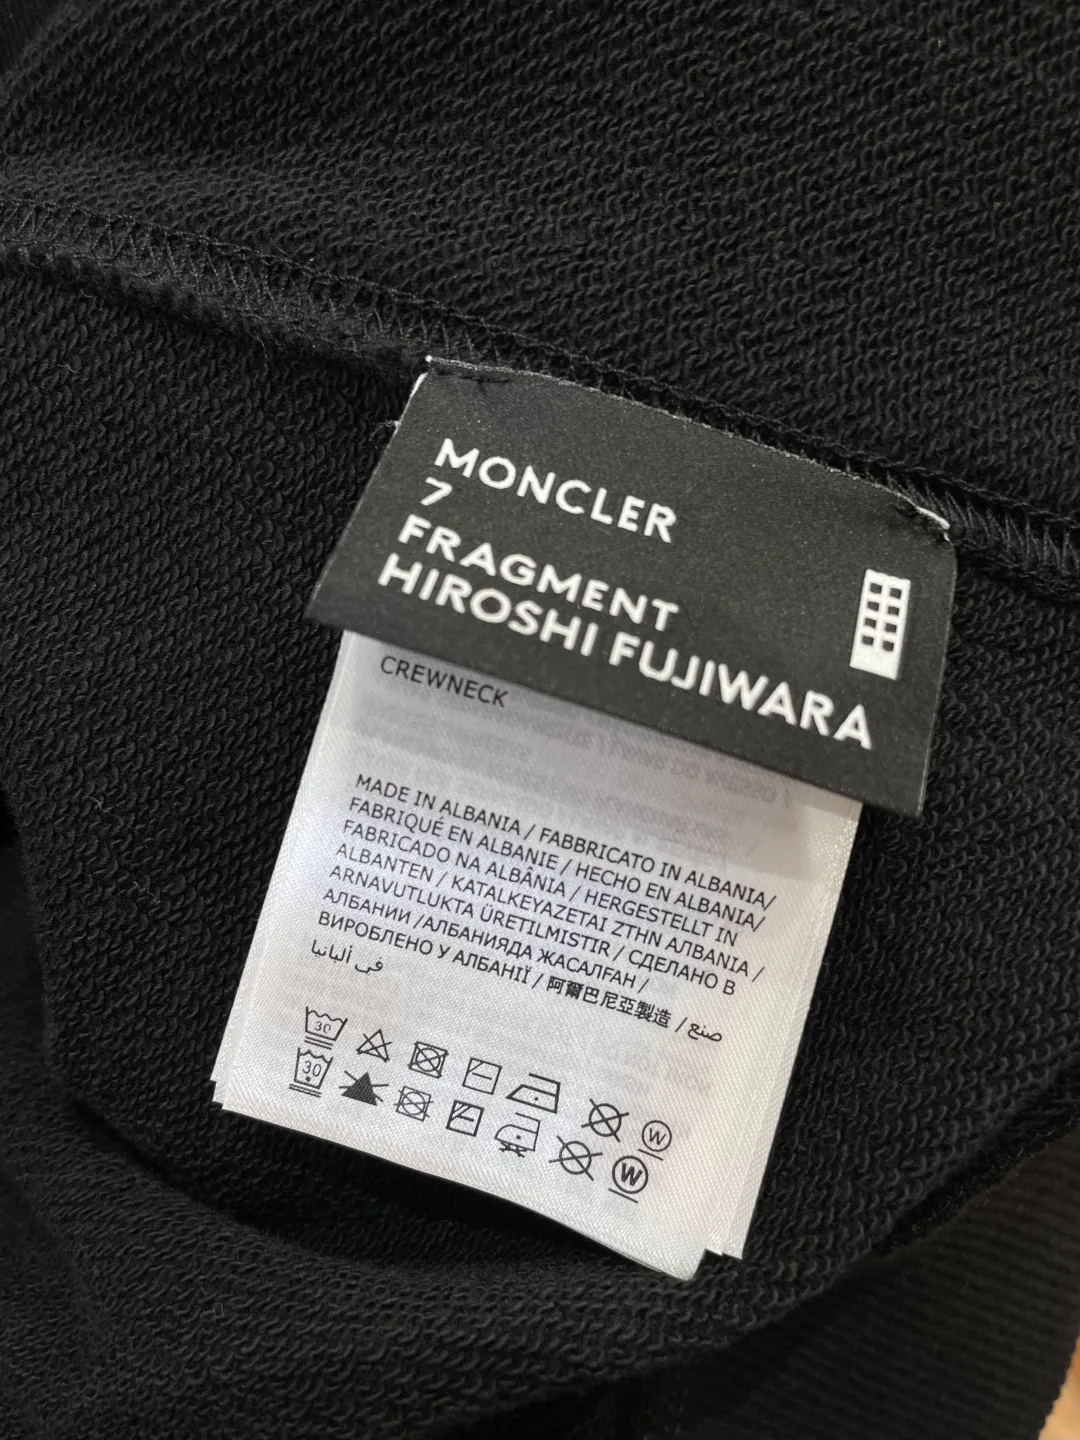 MONCLER
7
FRAGMENT
HIROSHI FUJIWARA
CREWNECK
MADE IN ALBANIA / FABBRICATO IN ALBANIA/
FABRIQUÉ EN ALBANIE / HECHO EN ALBANIA/
FABRICADO NA ALBÂNIA / HERGESTELLT IN
ALBANTEN / KATALKEYAZETAI ZTHN ΑΛΒΑΝΙΑ /
ARNAVUTLUKTA ÜRETILMISTIR / СДЕЛАНО В
АЛБАНИИ /АЛБАНИЯДА ЖАСАЛҒАН /
ВИРОБЛЕНО У АЛБАНІЇ / 阿爾巴尼亞製造 / صنع
في ألبانيا
30
W
30
W